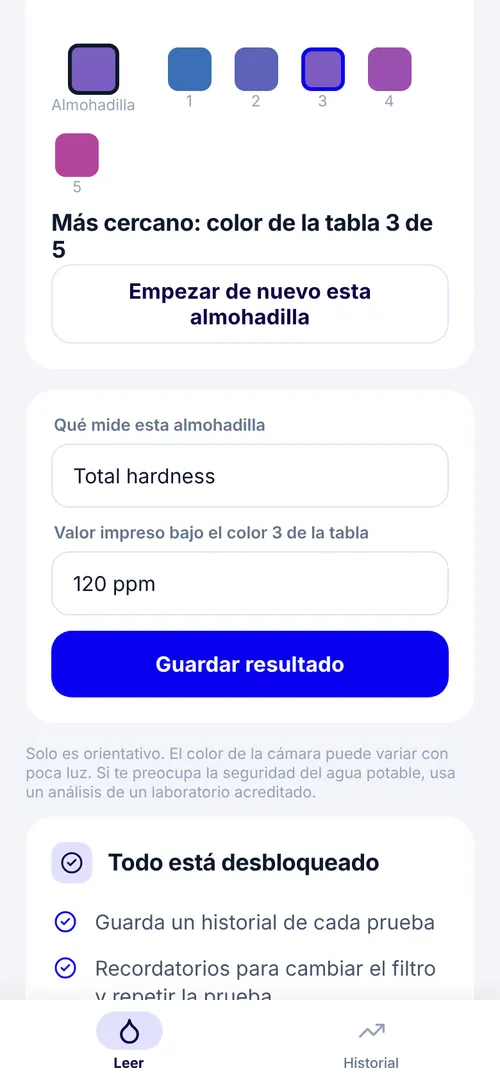 Almohadilla
1
2
3
4
5
Más cercano: color de la tabla 3 de
5
Empezar de nuevo esta
almohadilla
Qué mide esta almohadilla
Total hardness
Valor impreso bajo el color 3 de la tabla
120 ppm
Guardar resultado
Solo es orientativo. El color de la cámara puede variar con
poca luz. Si te preocupa la seguridad del agua potable, usa
un análisis de un laboratorio acreditado.
Todo está desbloqueado
Guarda un historial de cada prueba
Recordatorios para cambiar el filtro
y repetir la prueba
Leer
Historial